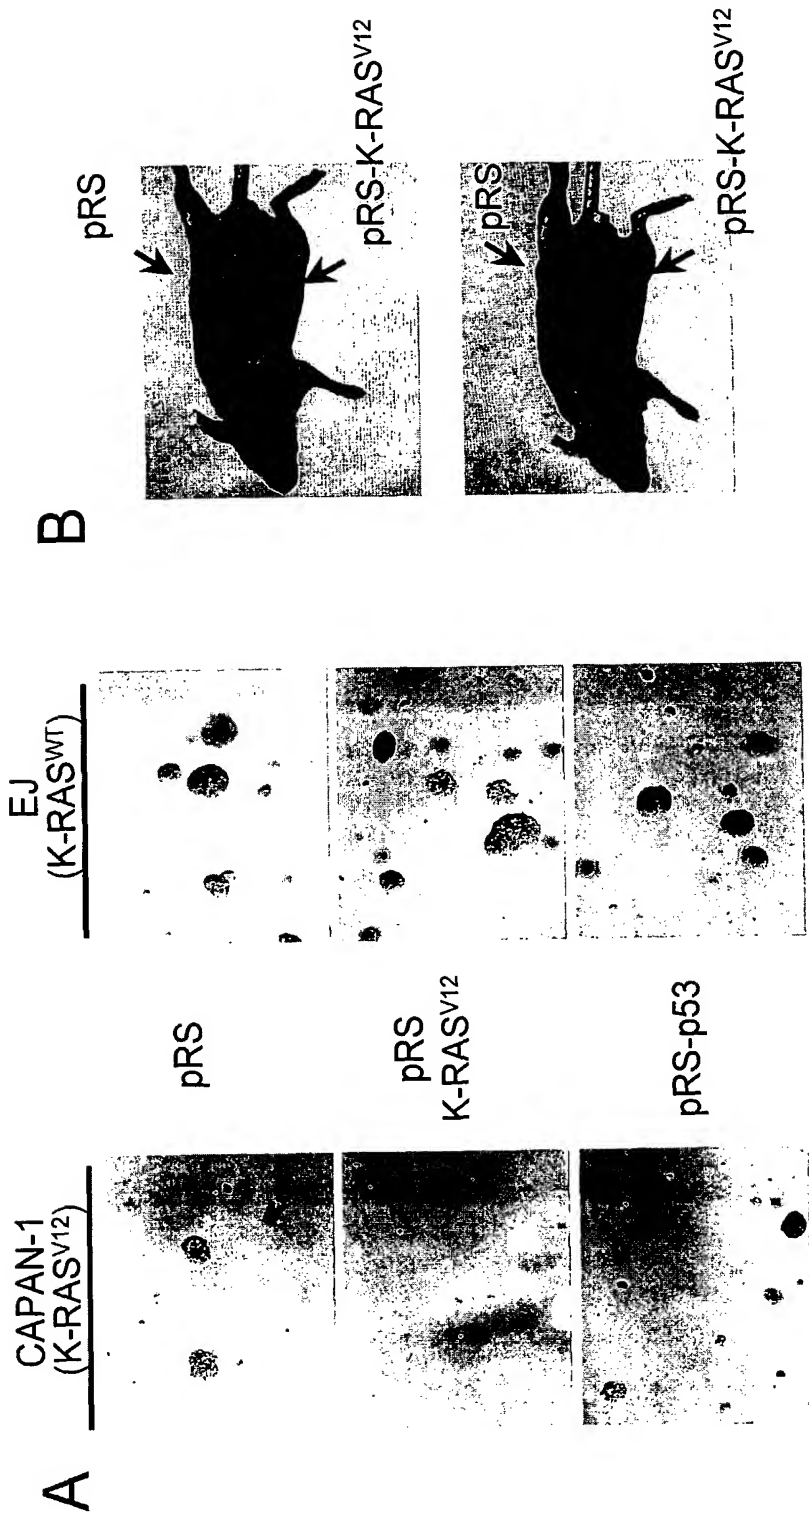 A
CAPAN-1
(K-RASV12)
EJ
(K-RASWT)
pRS
pRS
K-RASV12
pRS-p53
B
pRS
pRS-K-RASV12
pRS
pRS-K-RASV12